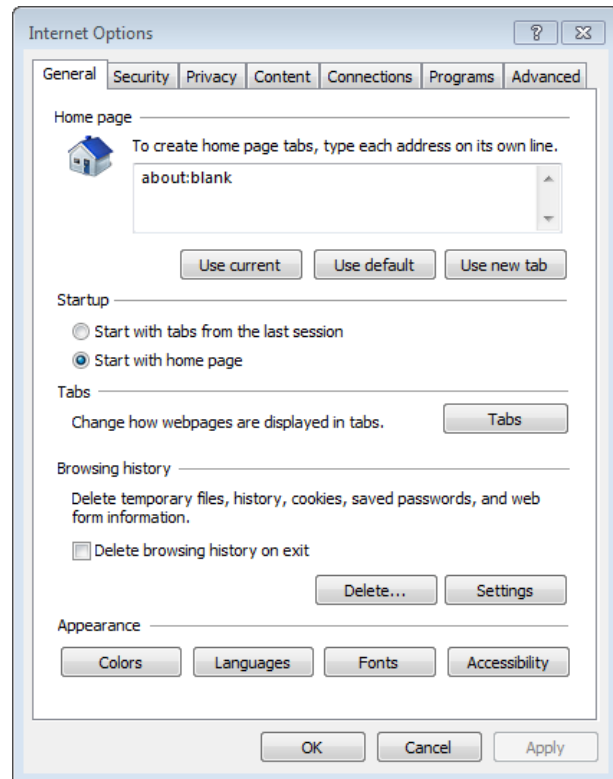 Internet Options
General Security Privacy Content Connections Programs Advanced
Home page
To create home page tabs, type each address on its own line.
about:blank
Use current Use default Use new tab
Startup
Start with tabs from the last session
Start with home page
Tabs
Change how webpages are displayed in tabs. Tabs
Browsing history
Delete temporary files, history, cookies, saved passwords, and web
form information.
Delete browsing history on exit
Delete... Settings
Appearance
Colors Languages Fonts Accessibility
OK Cancel Apply